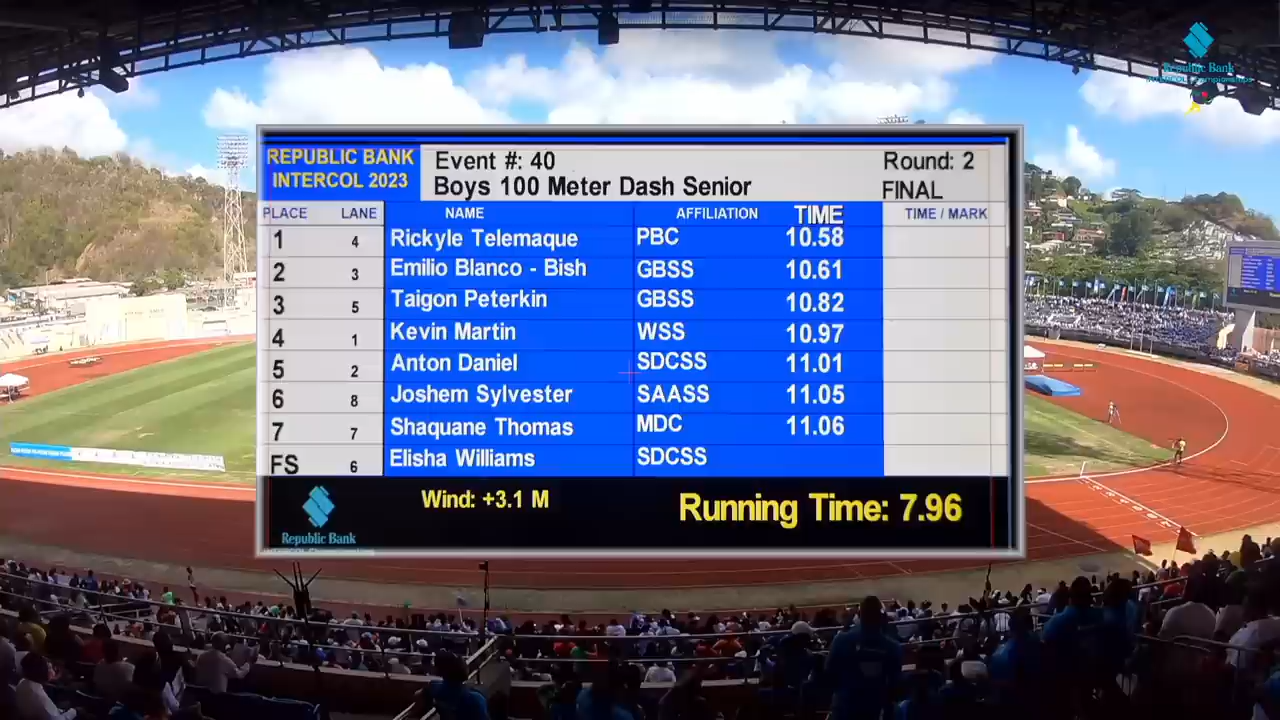 Republic Bank
INTERCOL Championships
REPUBLIC BANK
INTERCOL 2023
Event #: 40
Boys 100 Meter Dash Senior
Round: 2
FINAL
PLACE LANE NAME AFFILIATION TIME TIME / MARK
1 4 Rickyle Telemaque PBC 10.58
2 3 Emilio Blanco - Bish GBSS 10.61
3 5 Taigon Peterkin GBSS 10.82
4 1 Kevin Martin WSS 10.97
5 2 Anton Daniel SDCSS 11.01
6 8 Joshem Sylvester SAASS 11.05
7 7 Shaquane Thomas MDC 11.06
FS 6 Elisha Williams SDCSS
Wind: +3.1 M
Running Time: 7.96
Republic Bank